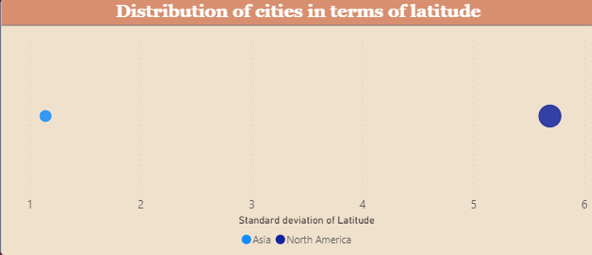 Distribution of cities in terms of latitude
1 2 3 4 5 6
Standard deviation of Latitude
Asia North America